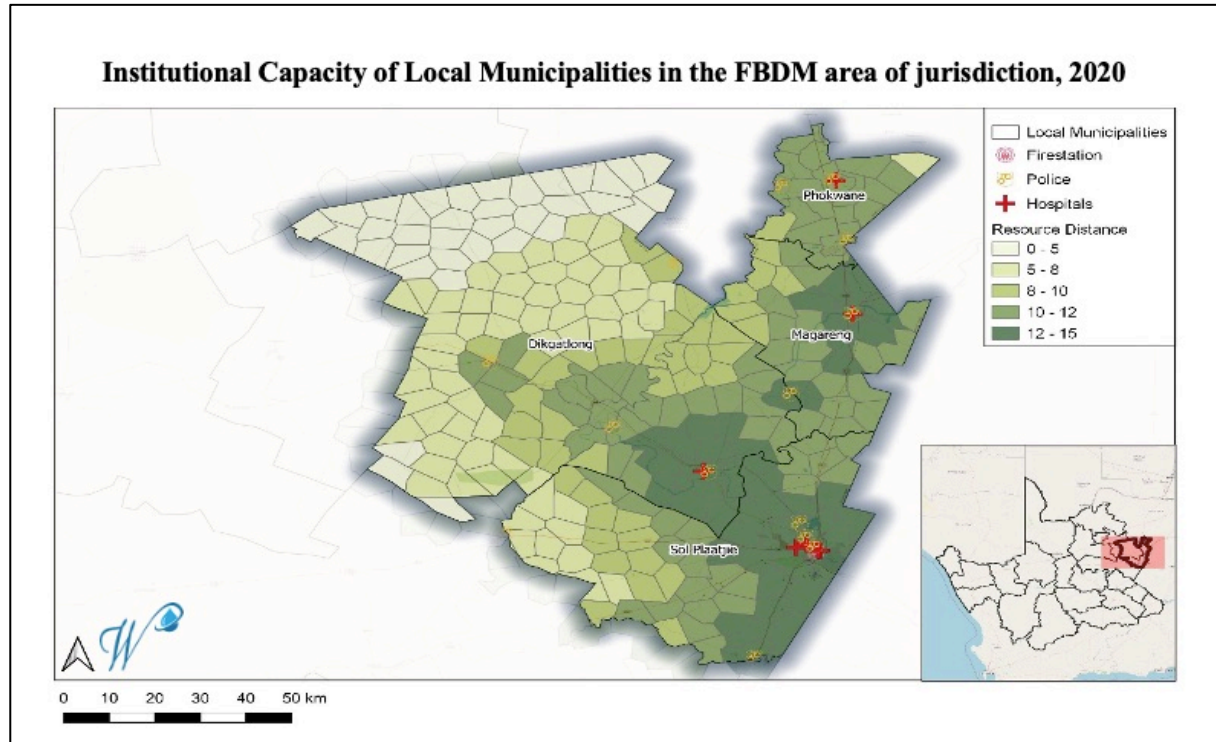 Institutional Capacity of Local Municipalities in the FBDM area of jurisdiction, 2020
Local Municipalities
Firestation
Police
Hospitals
Resource Distance
0 - 5
5 - 8
8 - 10
10 - 12
12 - 15
Phokwane
Magareng
Dikgatlong
Sol Plaatjie
W
0 10 20 30 40 50 km